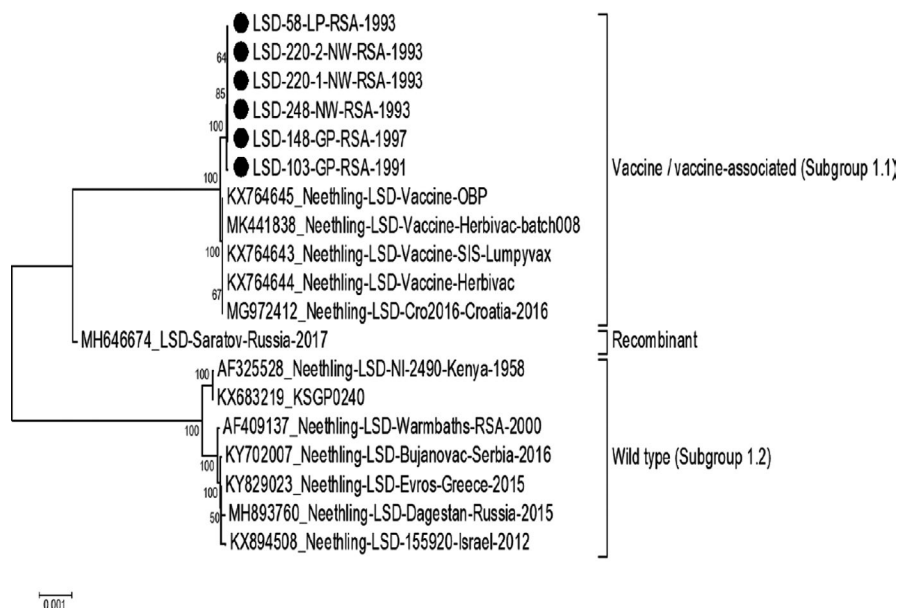 LSD-58-LP-RSA-1993
64
LSD-220-2-NW-RSA-1993
LSD-220-1-NW-RSA-1993
85
LSD-248-NW-RSA-1993
100
LSD-148-GP-RSA-1997
LSD-103-GP-RSA-1991
Vaccine / vaccine-associated (Subgroup 1.1)
100
KX764645_Neethling-LSD-Vaccine-OBP
MK441838_Neethling-LSD-Vaccine-Herbivac-batch008
100
KX764643_Neethling-LSD-Vaccine-SIS-Lumpyvax
KX764644_Neethling-LSD-Vaccine-Herbivac
67
MG972412_Neethling-LSD-Cro2016-Croatia-2016
MH646674_LSD-Saratov-Russia-2017
Recombinant
AF325528_Neethling-LSD-NI-2490-Kenya-1958
100
KX683219_KSGP0240
100
AF409137_Neethling-LSD-Warmbaths-RSA-2000
KY702007_Neethling-LSD-Bujanovac-Serbia-2016
Wild type (Subgroup 1.2)
100
KY829023_Neethling-LSD-Evros-Greece-2015
100
MH893760_Neethling-LSD-Dagestan-Russia-2015
50
KX894508_Neethling-LSD-155920-Israel-2012
0.001